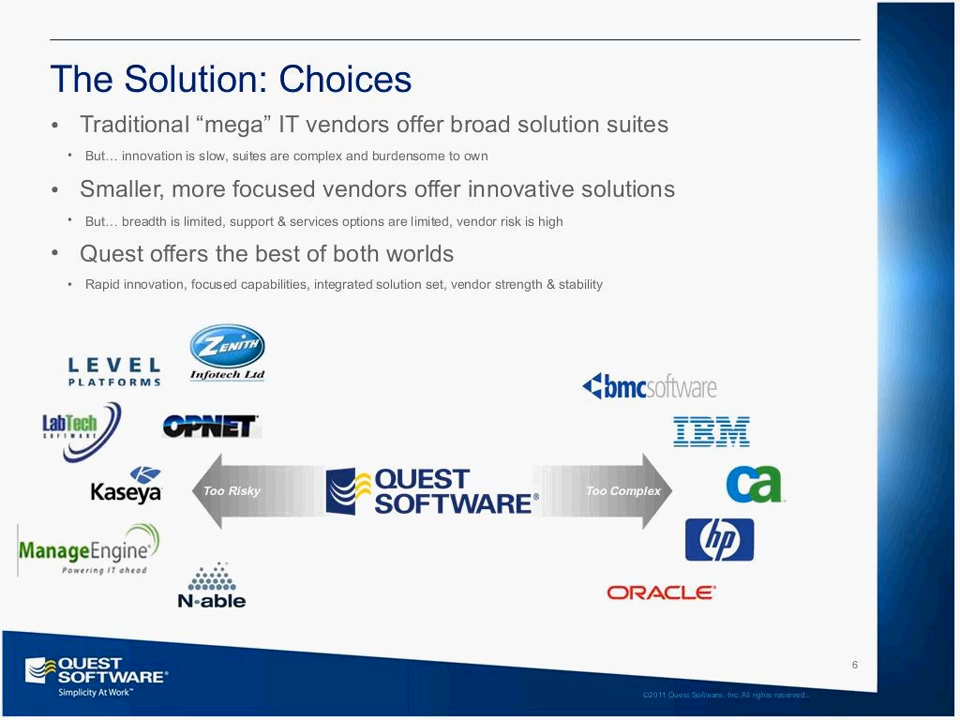 The Solution: Choices
• Traditional “mega” IT vendors offer broad solution suites
• But… innovation is slow, suites are complex and burdensome to own
• Smaller, more focused vendors offer innovative solutions
• But… breadth is limited, support & services options are limited, vendor risk is high
• Quest offers the best of both worlds
• Rapid innovation, focused capabilities, integrated solution set, vendor strength & stability
LEVEL
PLATFORMS
ZENITH
Infotech Ltd
LabTech
SOFTWARE
OPNET
Kaseya
ManageEngine
Powering IT ahead
N-able
Too Risky
QUEST
SOFTWARE®
Too Complex
bmcsoftware
IBM
ca
hp
ORACLE®
QUEST
SOFTWARE®
Simplicity At Work™
6
©2011 Quest Software, Inc. All rights reserved..